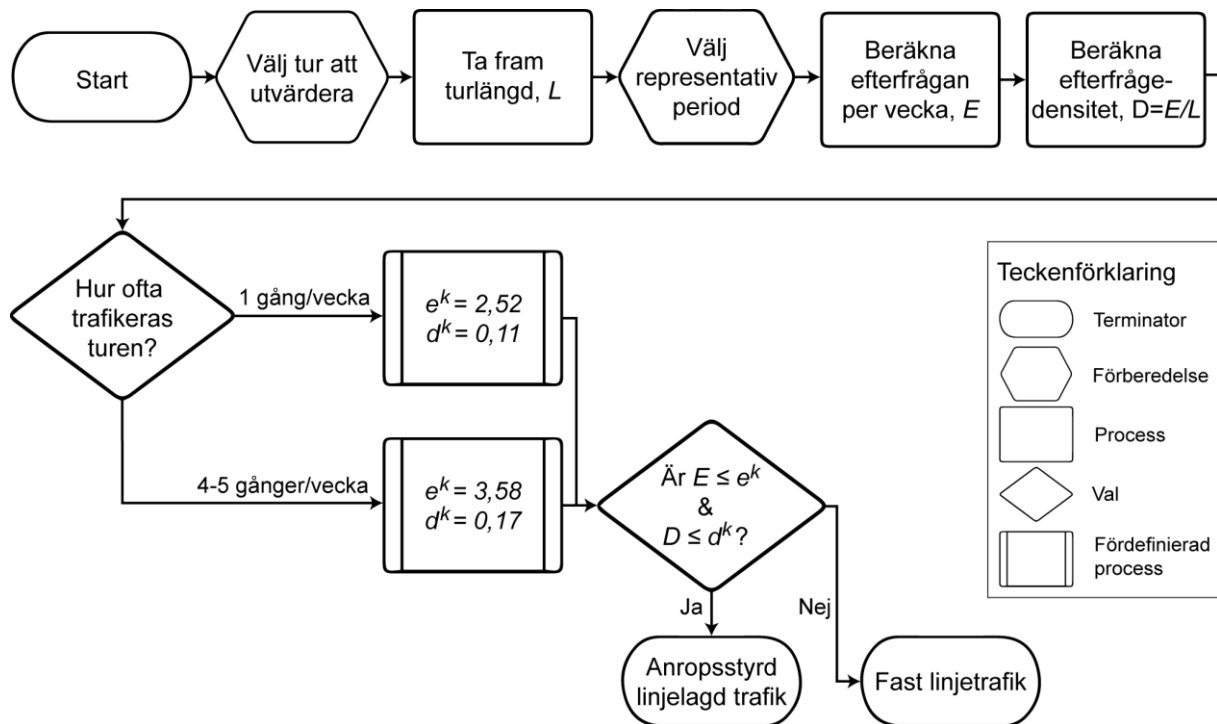 Start
Välj tur att
utvärdera
Ta fram
turlängd, L
Välj
representativ
period
Beräkna
efterfrågan
per vecka, E
Beräkna
efterfråge-
densitet, D=E/L
Hur ofta
trafikeras
turen?
1 gång/vecka
e^k = 2,52
d^k = 0,11
4-5 gånger/vecka
e^k = 3,58
d^k = 0,17
Är E ≤ e^k
&
D ≤ d^k ?
Ja
Nej
Anropsstyrd
linjelagd trafik
Fast linjetrafik
Teckenförklaring
Terminator
Förberedelse
Process
Val
Fördefinierad
process